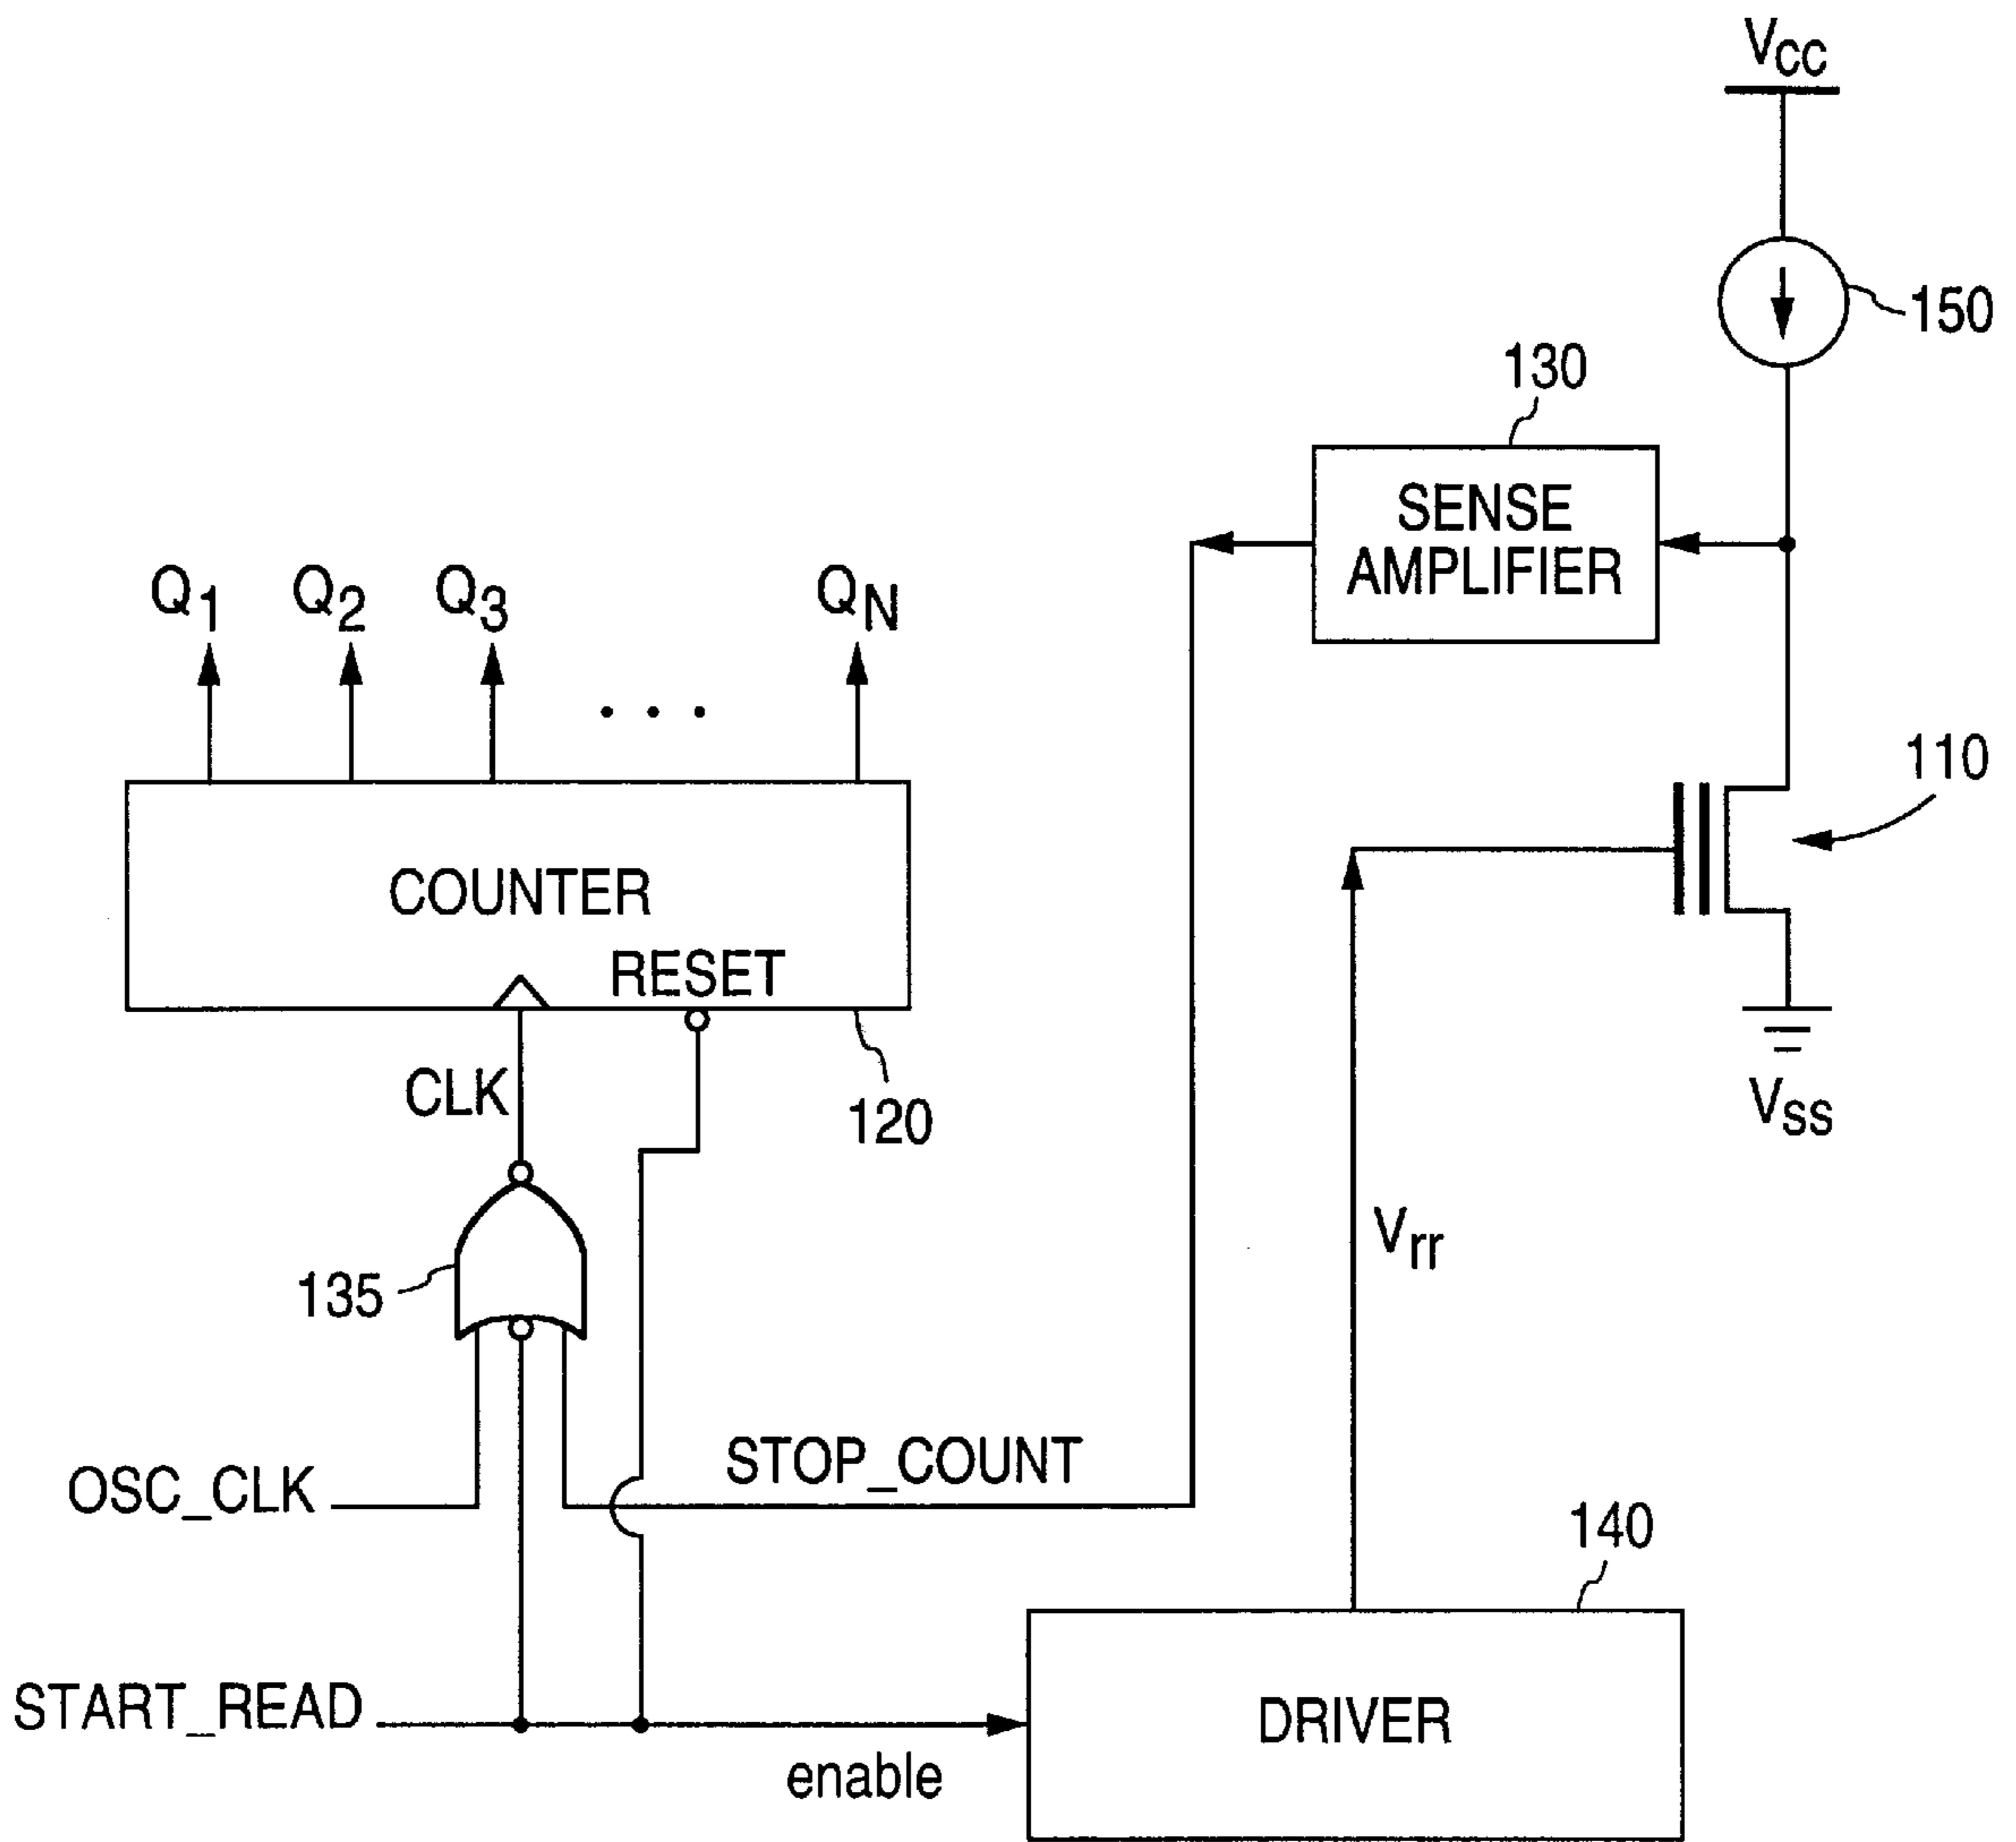 VCC
150
130
SENSE
AMPLIFIER
Q1 Q2 Q3 . . . QN
110
COUNTER
RESET
CLK
120
VSS
Vrr
135
STOP_COUNT
OSC_CLK
140
START_READ
DRIVER
enable